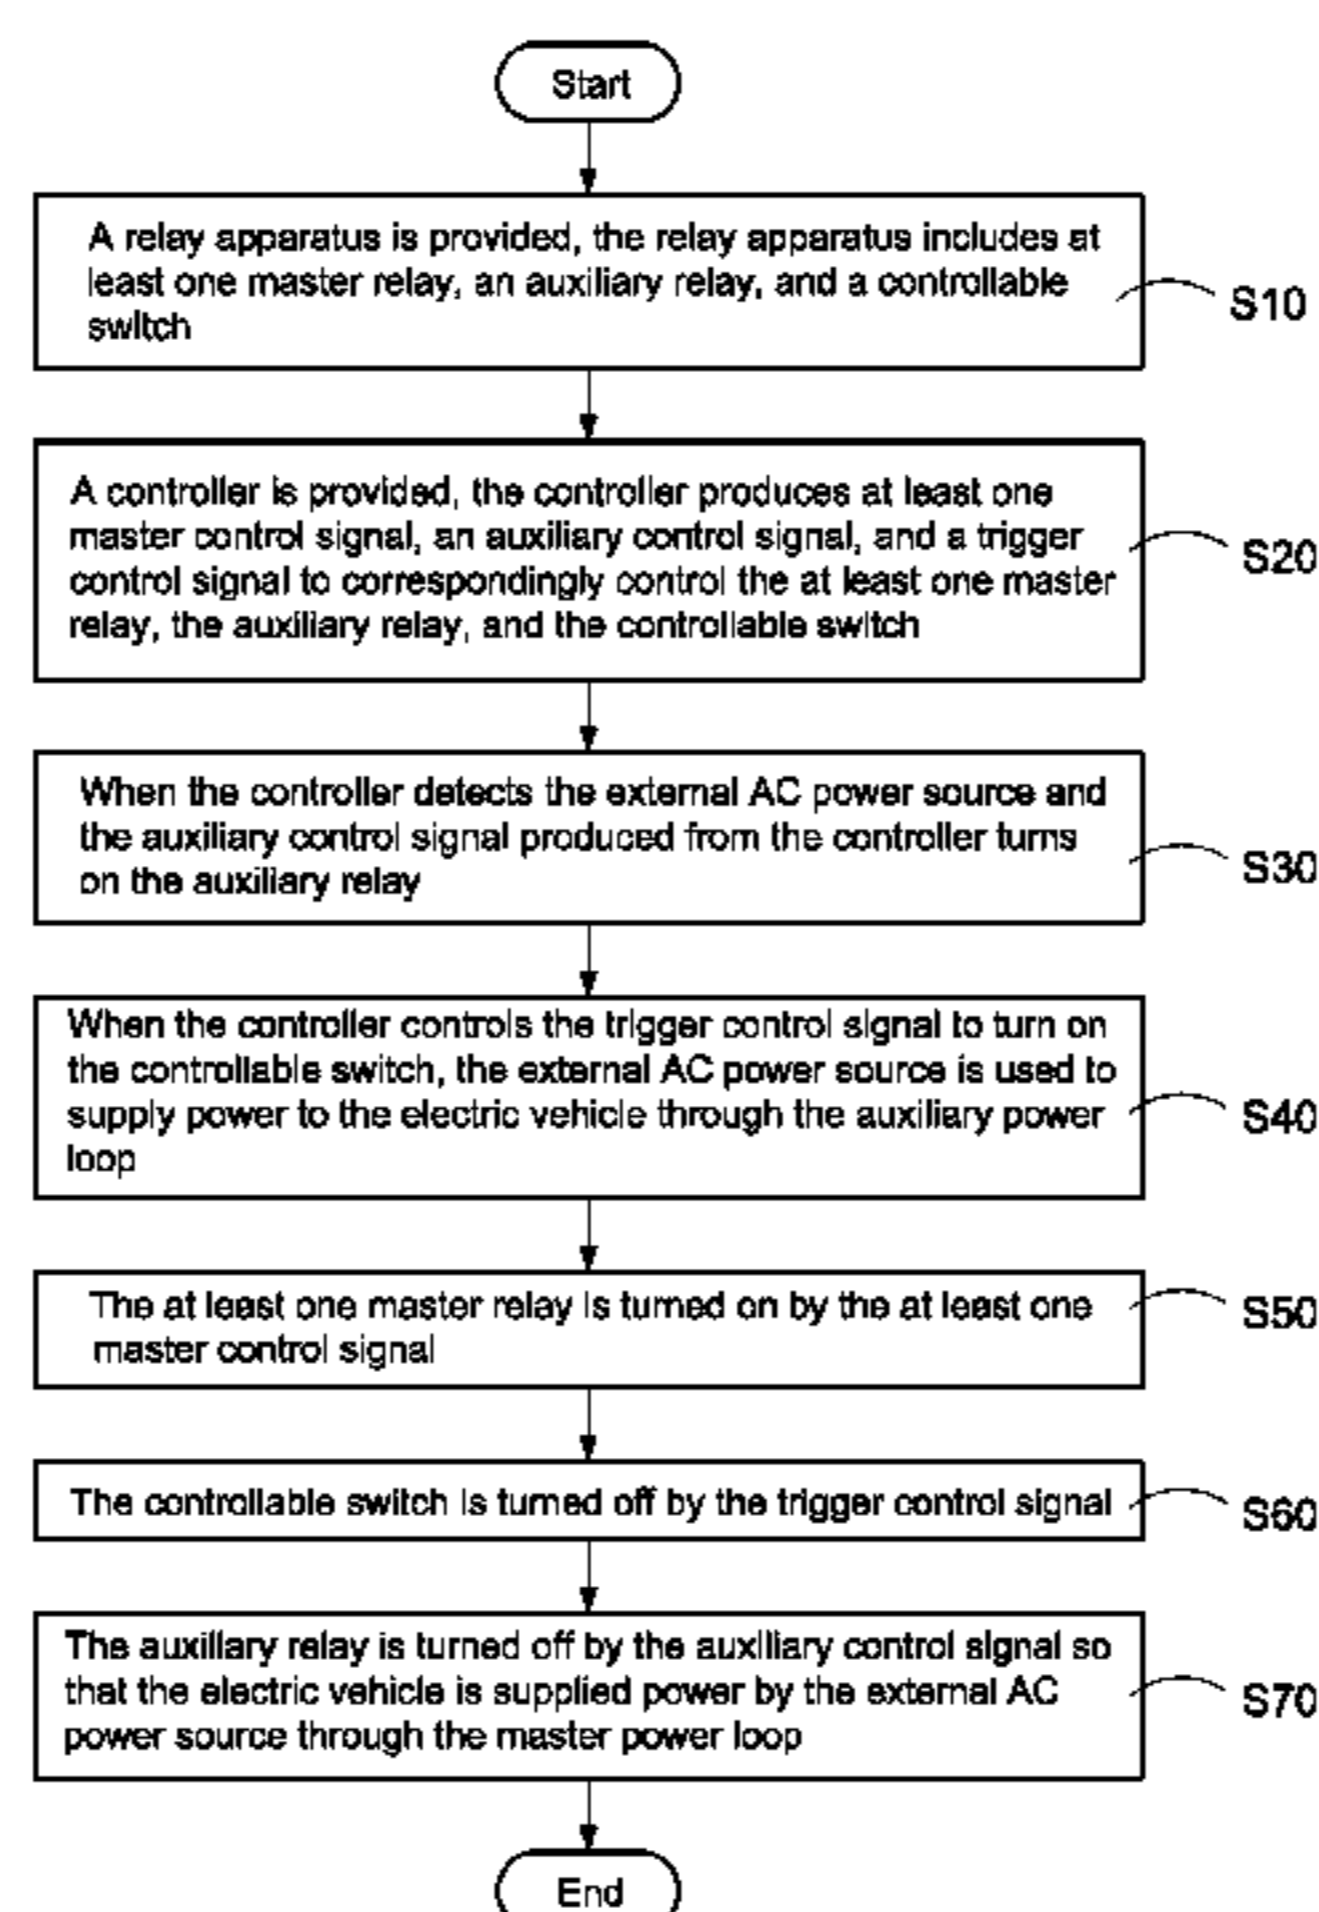 Start
A relay apparatus is provided, the relay apparatus includes at
least one master relay, an auxiliary relay, and a controllable
switch
S10
A controller is provided, the controller produces at least one
master control signal, an auxiliary control signal, and a trigger
control signal to correspondingly control the at least one master
relay, the auxiliary relay, and the controllable switch
S20
When the controller detects the external AC power source and
the auxiliary control signal produced from the controller turns
on the auxiliary relay
S30
When the controller controls the trigger control signal to turn on
the controllable switch, the external AC power source is used to
supply power to the electric vehicle through the auxiliary power
loop
S40
The at least one master relay is turned on by the at least one
master control signal
S50
The controllable switch is turned off by the trigger control signal
S60
The auxiliary relay is turned off by the auxiliary control signal so
that the electric vehicle is supplied power by the external AC
power source through the master power loop
S70
End